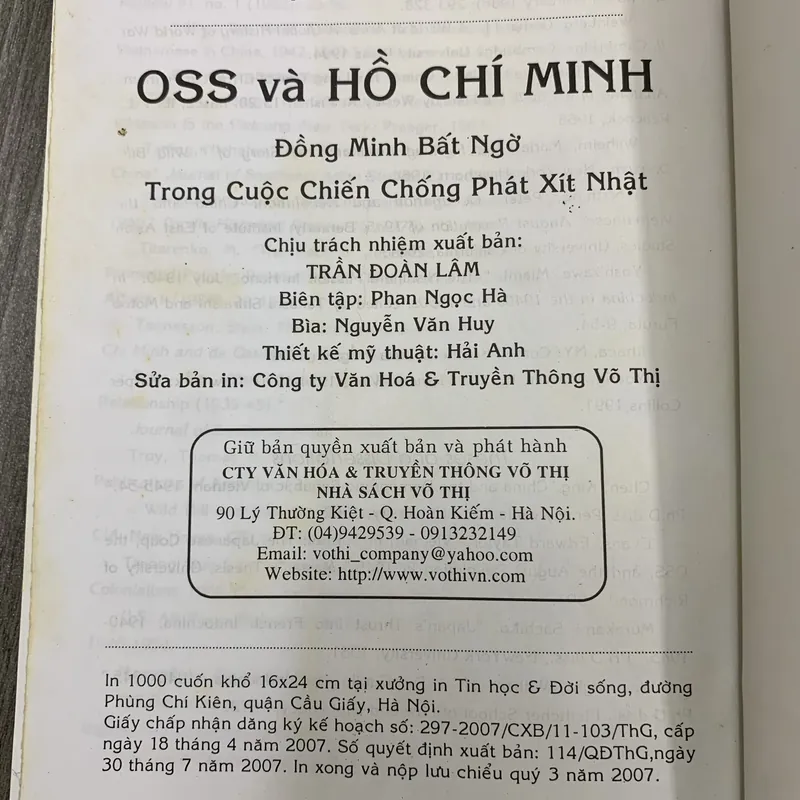 OSS và HỒ CHÍ MINH
Đồng Minh Bất Ngờ
Trong Cuộc Chiến Chống Phát Xít Nhật
Chịu trách nhiệm xuất bản:
TRẦN ĐOÀN LÂM
Biên tập: Phan Ngọc Hà
Bìa: Nguyễn Văn Huy
Thiết kế mỹ thuật: Hải Anh
Sửa bản in: Công ty Văn Hoá & Truyền Thông Võ Thị
Giữ bản quyền xuất bản và phát hành
CTY VĂN HÓA & TRUYỀN THÔNG VÕ THỊ
NHÀ SÁCH VÕ THỊ
90 Lý Thường Kiệt - Q. Hoàn Kiếm - Hà Nội.
ĐT: (04)9429539 - 0913232149
Email: vothi_company@yahoo.com
Website: http://www.vothivn.com
In 1000 cuốn khổ 16x24 cm tại xưởng in Tin học & Đời sống, đường
Phùng Chí Kiên, quận Cầu Giấy, Hà Nội.
Giấy chấp nhận dăng ký kế hoạch số: 297-2007/CXB/11-103/ThG, cấp
ngày 18 tháng 4 năm 2007. Số quyết định xuất bản: 114/QĐThG,ngày
30 tháng 7 năm 2007. In xong và nộp lưu chiểu quý 3 năm 2007.